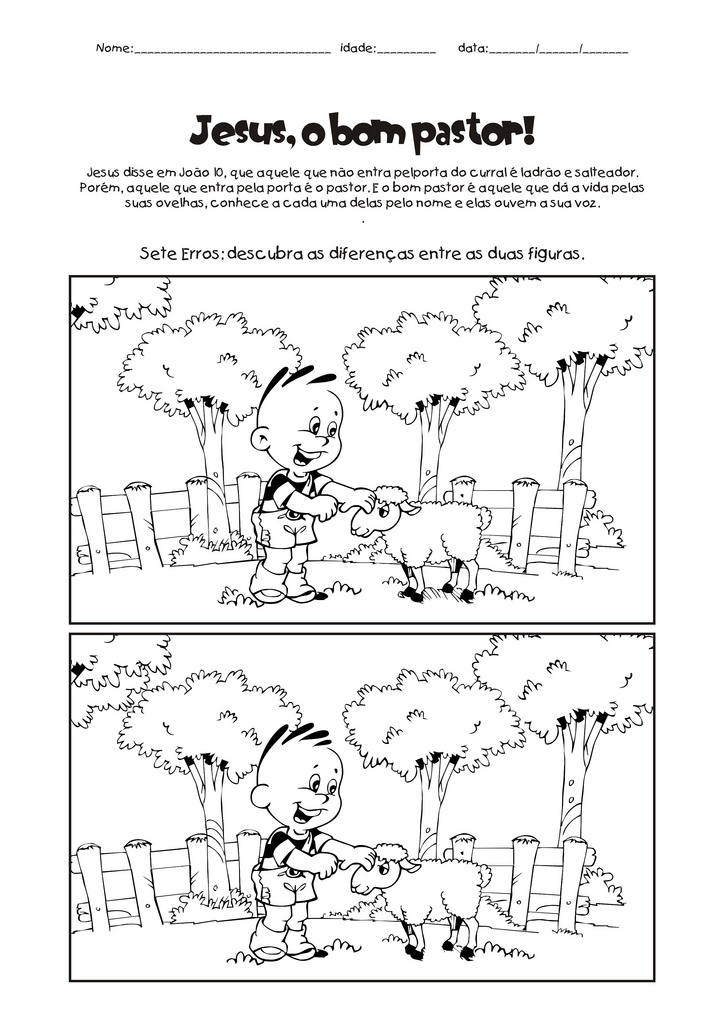 Nome:______________________________ idade:_________ data:_______/______/_______
Jesus, o bom pastor!
Jesus disse em João 10, que aquele que não entra pelporta do curral é ladrão e salteador.
Porém, aquele que entra pela porta é o pastor. E o bom pastor é aquele que dá a vida pelas
suas ovelhas, conhece a cada uma delas pelo nome e elas ouvem a sua voz.
.
Sete Erros: descubra as diferenças entre as duas figuras.